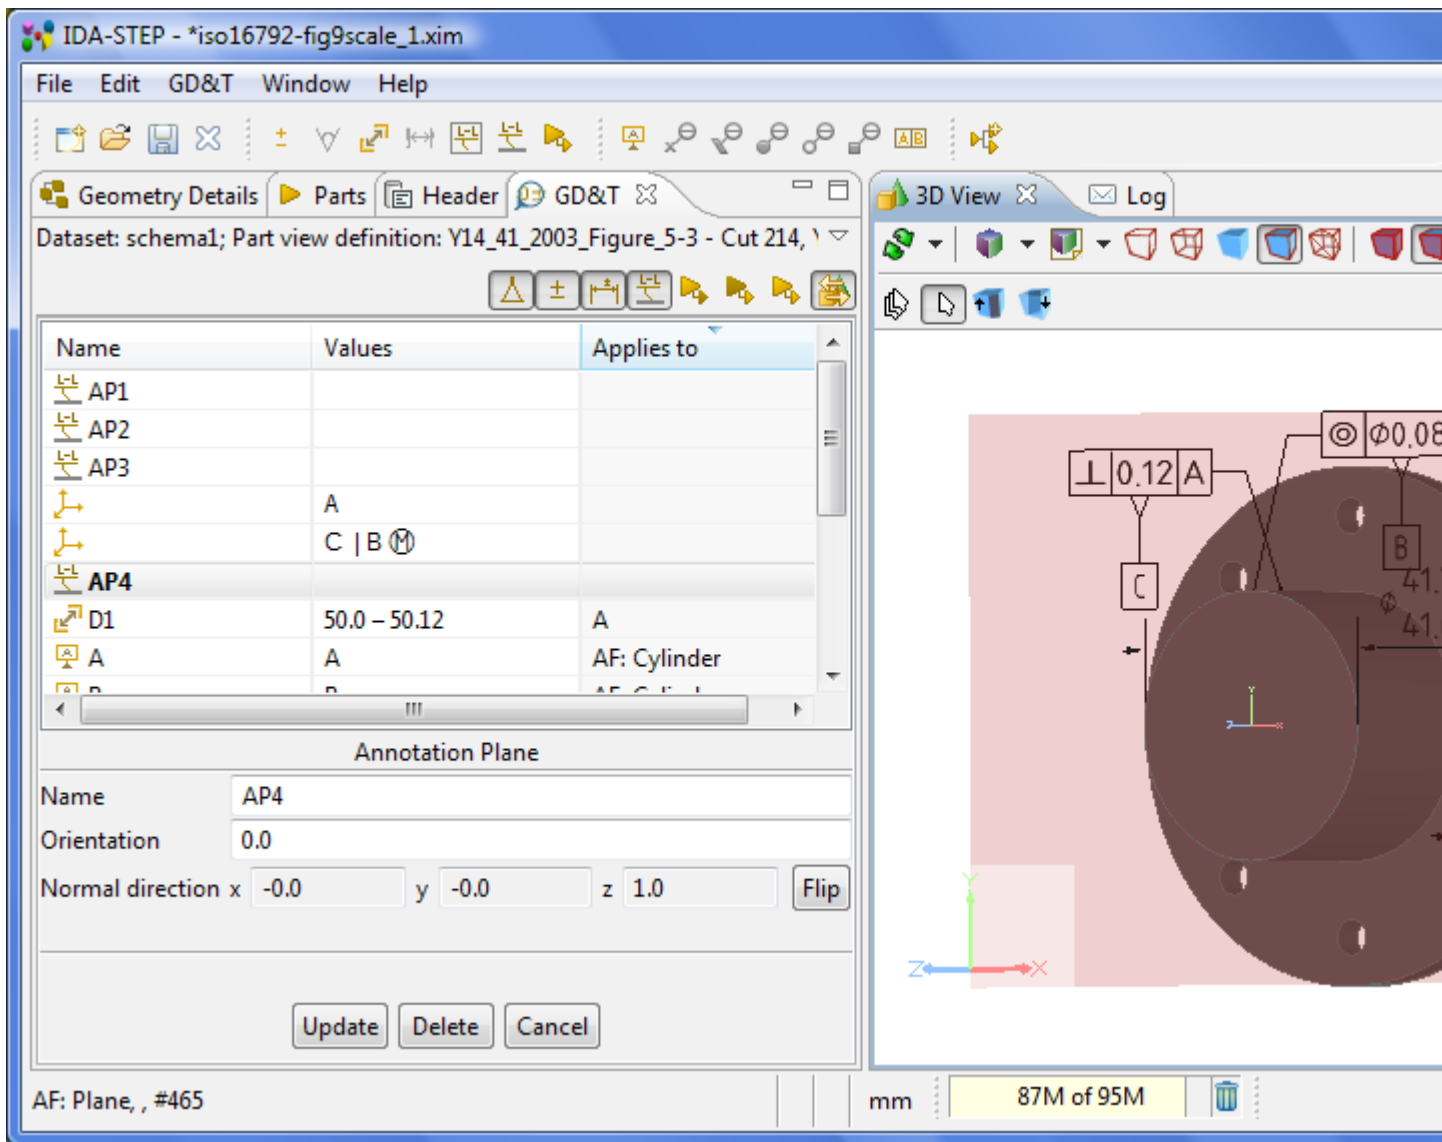 IDA-STEP - *iso16792-fig9scale_1.xim
File Edit GD&T Window Help
Geometry Details Parts Header GD&T
3D View Log
Dataset: schema1; Part view definition: Y14_41_2003_Figure_5-3 - Cut 214,
Name Values Applies to
AP1
AP2
AP3
A
C | B Ⓜ
AP4
D1 50.0 – 50.12 A
A A AF: Cylinder
Annotation Plane
Name AP4
Orientation 0.0
Normal direction x -0.0 y -0.0 z 1.0 Flip
Update Delete Cancel
AF: Plane, , #465
mm 87M of 95M
◎ ⌀0.08
⊥ 0.12 A
B
C
41.
⌀
41.
Y
Z X